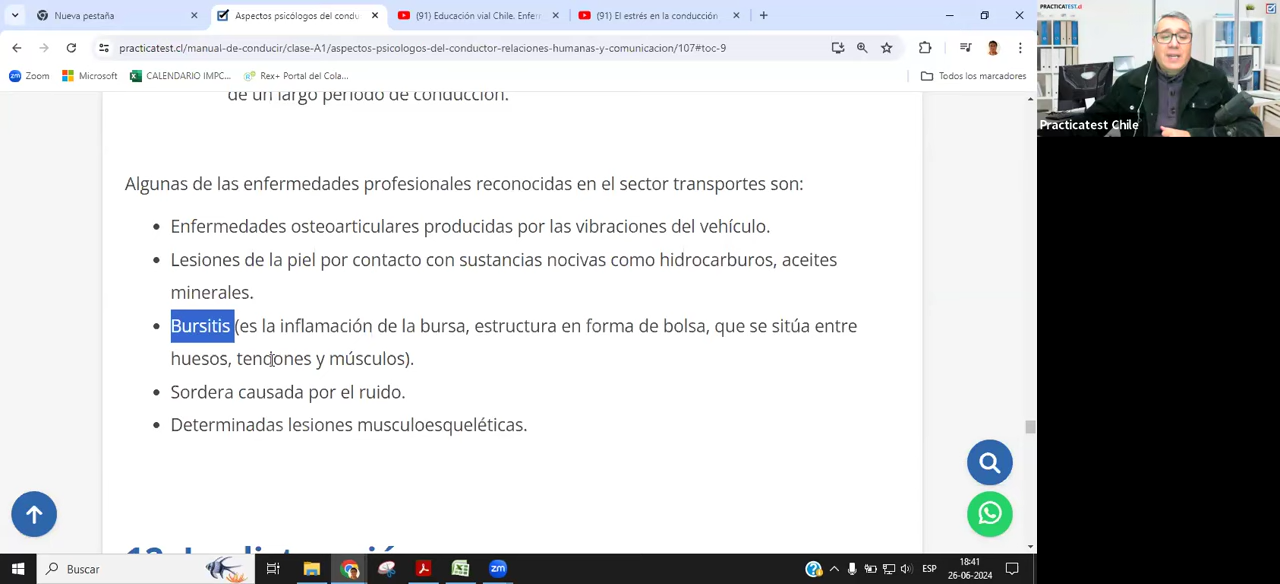 Nueva pestaña
Aspectos psicologos del condu
(91) Educación vial Chile: Enfer
(91) El estrés en la conducción
practicatest.cl/manual-de-conducir/clase-A1/aspectos-psicologos-del-conductor-relaciones-humanas-y-comunicacion/107#toc-9
Zoom
Microsoft
CALENDARIO IMPC...
Rex+ Portal del Cola...
Todos los marcadores
PRACTICATEST.cl
Practicatest Chile
de un largo período de conducción.
Algunas de las enfermedades profesionales reconocidas en el sector transportes son:
• Enfermedades osteoarticulares producidas por las vibraciones del vehículo.
• Lesiones de la piel por contacto con sustancias nocivas como hidrocarburos, aceites
minerales.
• Bursitis (es la inflamación de la bursa, estructura en forma de bolsa, que se sitúa entre
huesos, tendones y músculos).
• Sordera causada por el ruido.
• Determinadas lesiones musculoesqueléticas.
Buscar
zm
ESP
18:41
26-06-2024